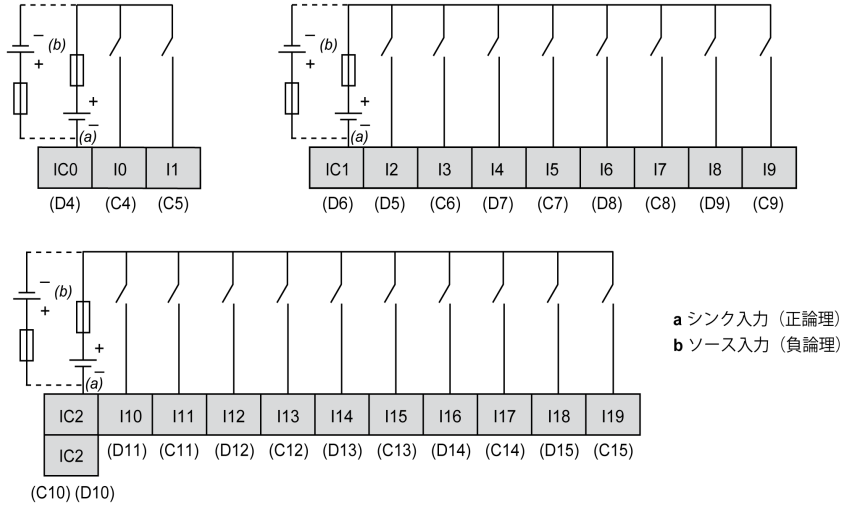 − (b) +
+ − (a)
IC0 I0 I1
(D4) (C4) (C5)
− (b) +
+ − (a)
IC1 I2 I3 I4 I5 I6 I7 I8 I9
(D6) (D5) (C6) (D7) (C7) (D8) (C8) (D9) (C9)
− (b) +
+ − (a)
IC2 I10 I11 I12 I13 I14 I15 I16 I17 I18 I19
IC2 (D11) (C11) (D12) (C12) (D13) (C13) (D14) (C14) (D15) (C15)
(C10) (D10)
a シンク入力（正論理）
b ソース入力（負論理）